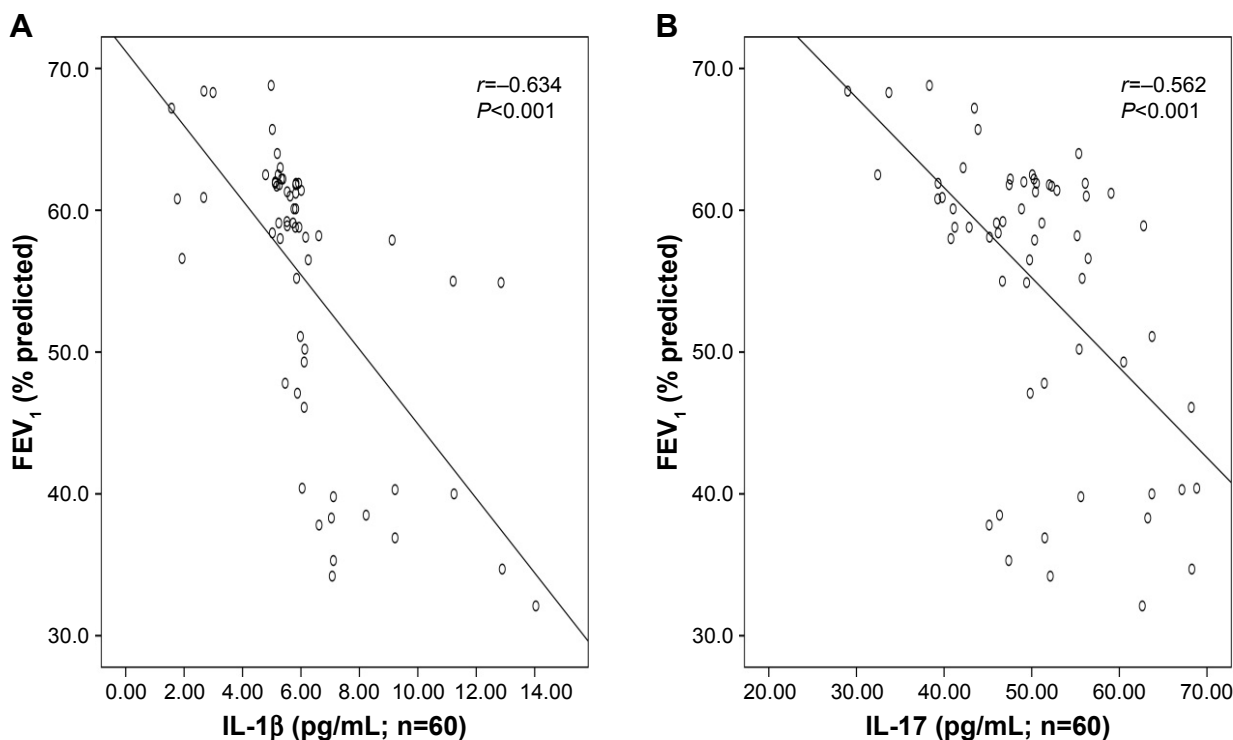 A
FEV₁ (% predicted)
70.0
60.0
50.0
40.0
30.0
r=–0.634
P<0.001
0.00 2.00 4.00 6.00 8.00 10.00 12.00 14.00
IL-1β (pg/mL; n=60)
B
FEV₁ (% predicted)
70.0
60.0
50.0
40.0
30.0
r=–0.562
P<0.001
20.00 30.00 40.00 50.00 60.00 70.00
IL-17 (pg/mL; n=60)